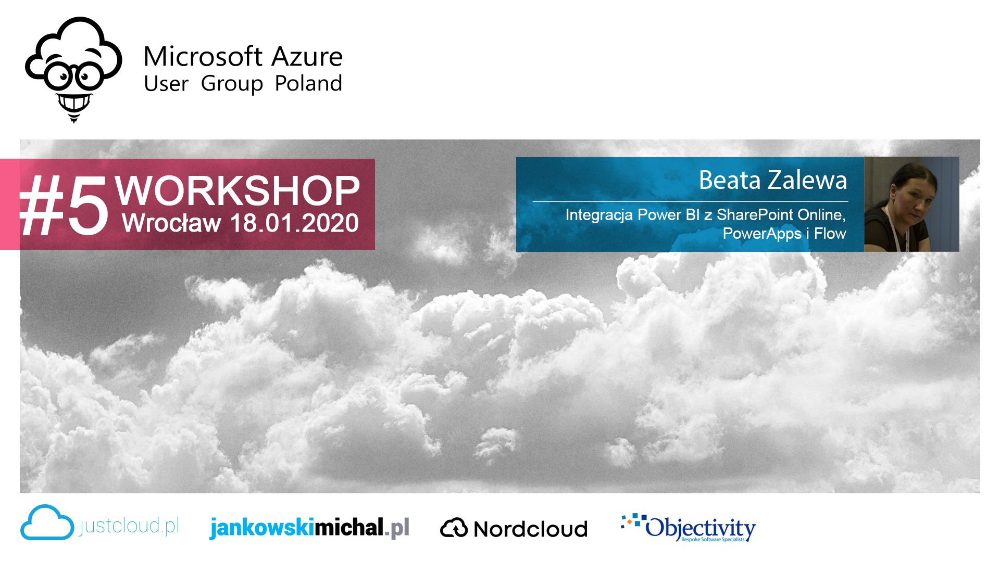 Microsoft Azure
User Group Poland
#5 WORKSHOP
Wrocław 18.01.2020
Beata Zalewa
Integracja Power BI z SharePoint Online,
PowerApps i Flow
justcloud.pl
jankowskimichal.pl
Nordcloud
Objectivity
Bespoke Software Specialists